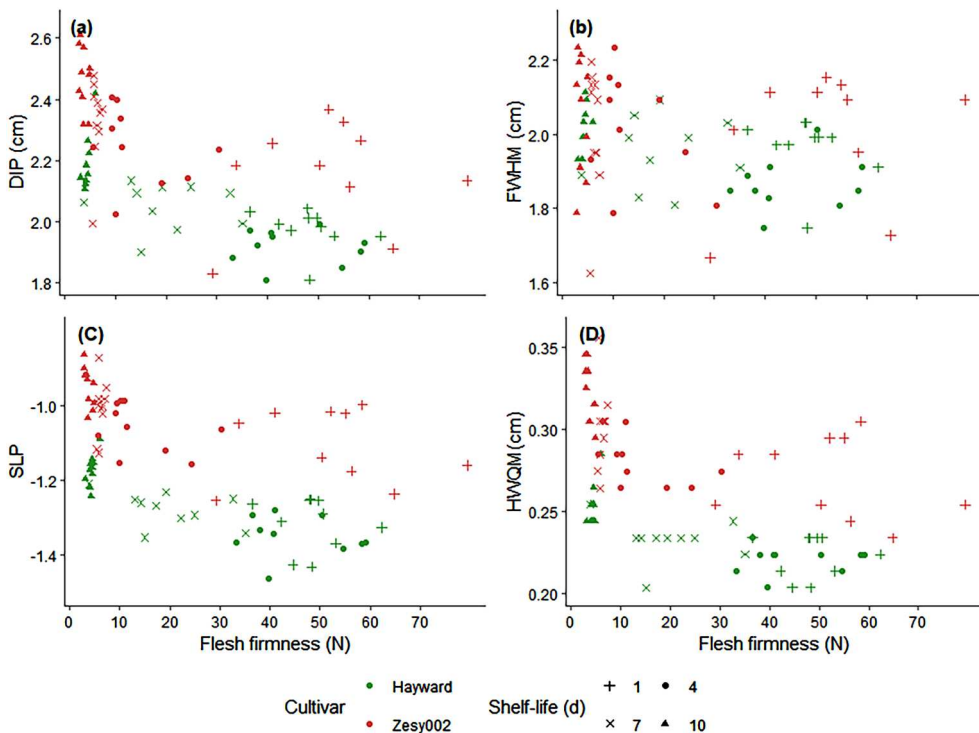 (a)
2.6
2.4
2.2
2.0
1.8
DIP (cm)
(b)
2.2
2.0
1.8
1.6
FWHM (cm)
(C)
-1.0
-1.2
-1.4
SLP
0 10 20 30 40 50 60 70
Flesh firmness (N)
(D)
0.35
0.30
0.25
0.20
HWQM (cm)
0 10 20 30 40 50 60 70
Flesh firmness (N)
Cultivar
Hayward
Zesy002
Shelf-life (d)
1 4
7 10